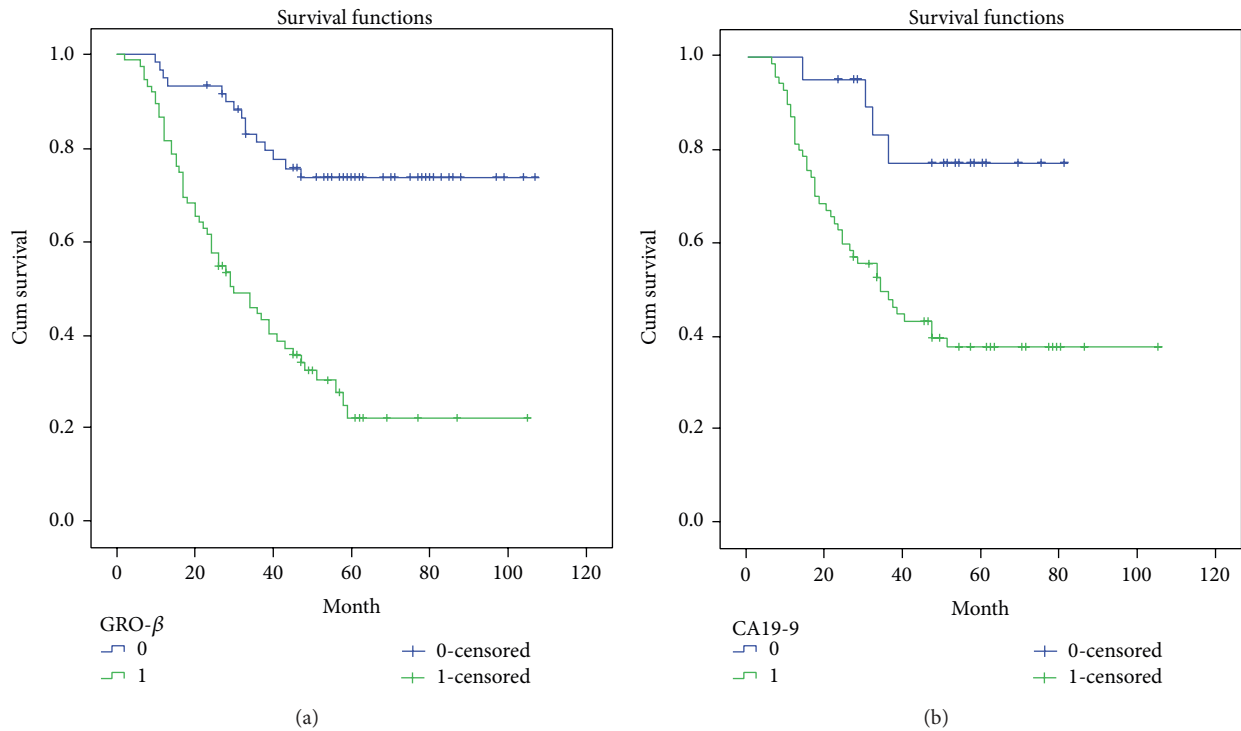 Survival functions
1.0
0.8
0.6
0.4
0.2
0.0
Cum survival
0 20 40 60 80 100 120
Month
GRO-β
0 0-censored
1 1-censored
(a)
Survival functions
1.0
0.8
0.6
0.4
0.2
0.0
Cum survival
0 20 40 60 80 100 120
Month
CA19-9
0 0-censored
1 1-censored
(b)